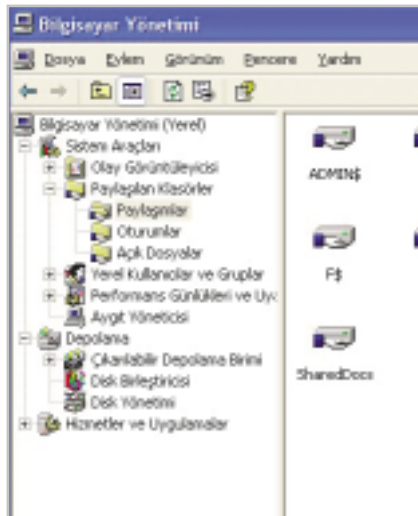 Bilgisayar Yönetimi
Dosya Eylem Görünüm Pencere Yardım
Bilgisayar Yönetimi (Yerel)
Sistem Araçları
Olay Görüntüleyicisi
Paylaşılan Klasörler
Paylaşımlar
Oturumlar
Açık Dosyalar
Yerel Kullanıcılar ve Gruplar
Performans Günlükleri ve Uya
Aygıt Yöneticisi
Depolama
Çıkarılabilir Depolama Birimi
Disk Birleştiricisi
Disk Yönetimi
Hizmetler ve Uygulamalar
ADMIN$
F$
SharedDocs